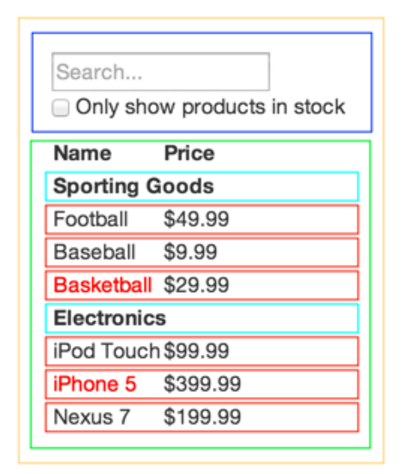 Search...
Only show products in stock
Name Price
Sporting Goods
Football $49.99
Baseball $9.99
Basketball $29.99
Electronics
iPod Touch $99.99
iPhone 5 $399.99
Nexus 7 $199.99